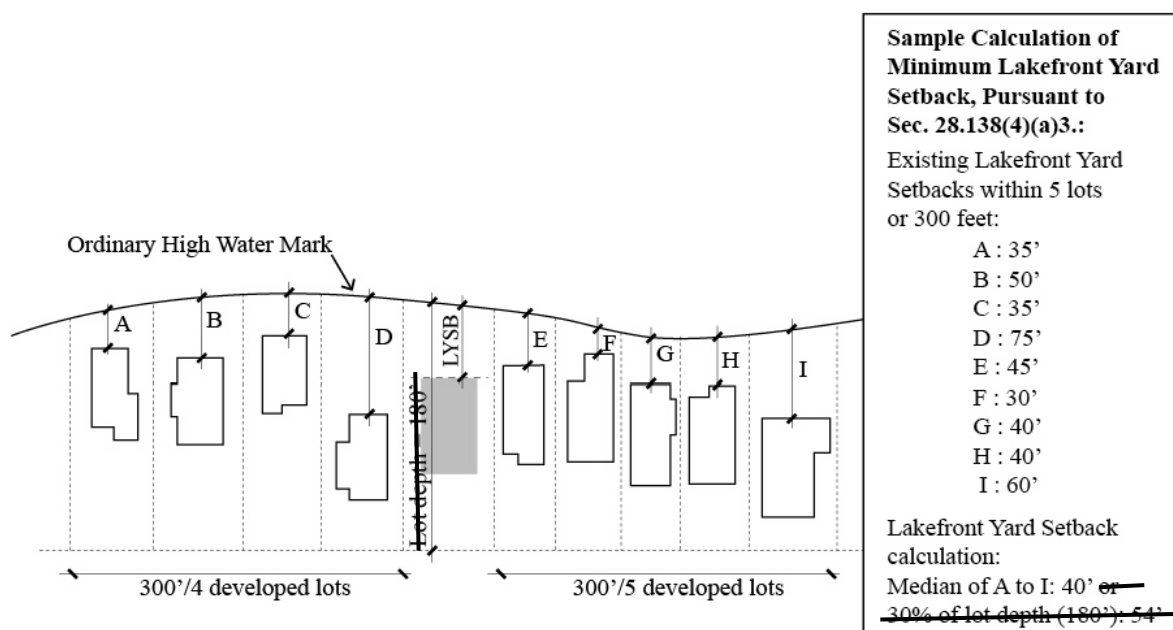 Sample Calculation of
Minimum Lakefront Yard
Setback, Pursuant to
Sec. 28.138(4)(a)3.:
Existing Lakefront Yard
Setbacks within 5 lots
or 300 feet:
A : 35’
B : 50’
C : 35’
D : 75’
E : 45’
F : 30’
G : 40’
H : 40’
I : 60’
Lakefront Yard Setback
calculation:
Median of A to I: 40’ or
30% of lot depth (180’): 54’
Ordinary High Water Mark
A
B
C
D
LYSB
E
F
G
H
I
Lot depth 180’
300’/4 developed lots
300’/5 developed lots